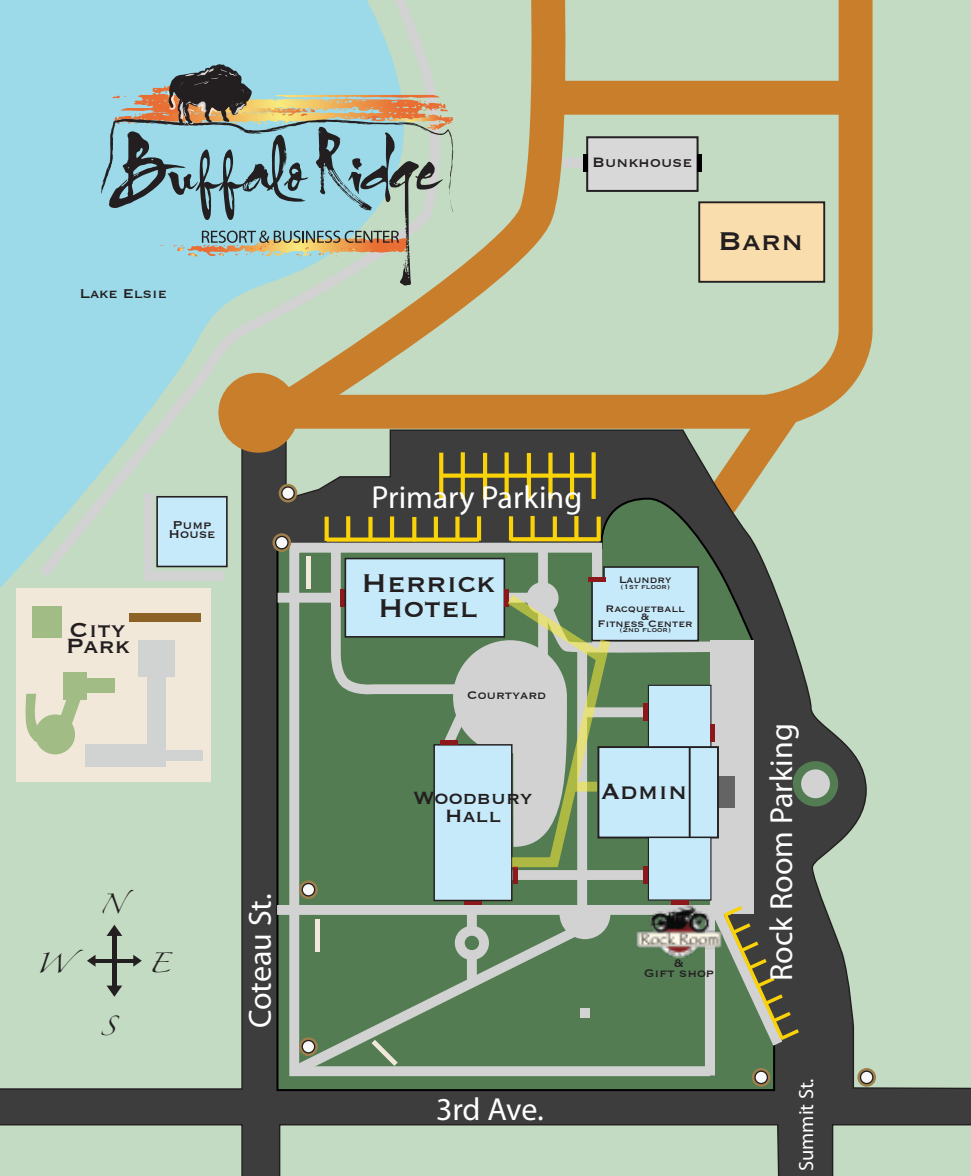 Buffalo Ridge
RESORT & BUSINESS CENTER
LAKE ELSIE
BUNKHOUSE
BARN
Primary Parking
PUMP
HOUSE
HERRICK
HOTEL
LAUNDRY
(1ST FLOOR)
RACQUETBALL
&
FITNESS CENTER
(2ND FLOOR)
CITY
PARK
COURTYARD
WOODBURY
HALL
ADMIN
Rock Room Parking
N
W E
S
Coteau St.
Rock Room
&
GIFT SHOP
3rd Ave.
Summit St.